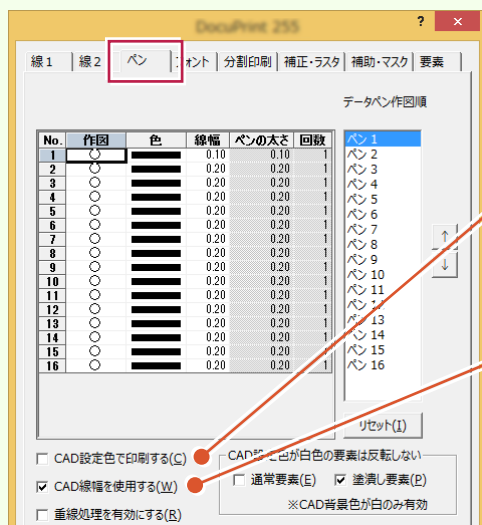 DocuPrint 255
? ×
線1 線2 ペン フォント 分割印刷 補正・ラスタ 補助・マスク 要素
データペン作図順
No. 作図 色 線幅 ペンの太さ 回数
1 ○ 0.10 0.10 1
2 ○ 0.20 0.20 1
3 ○ 0.20 0.20 1
4 ○ 0.20 0.20 1
5 ○ 0.20 0.20 1
6 ○ 0.20 0.20 1
7 ○ 0.20 0.20 1
8 ○ 0.20 0.20 1
9 ○ 0.20 0.20 1
10 ○ 0.20 0.20 1
11 ○ 0.20 0.20 1
12 ○ 0.20 0.20 1
13 ○ 0.20 0.20 1
14 ○ 0.20 0.20 1
15 ○ 0.20 0.20 1
16 ○ 0.20 0.20 1
ペン 1
ペン 2
ペン 3
ペン 4
ペン 5
ペン 6
ペン 7
ペン 8
ペン 9
ペン 10
ペン 11
ペン 12
ペン 13
ペン 14
ペン 15
ペン 16
↑
↓
リセット(I)
CAD設定色で印刷する(C)
CAD線幅を使用する(W)
重線処理を有効にする(R)
CAD設定色が白色の要素は反転しない
通常要素(E) 塗潰し要素(P)
※CAD背景色が白のみ有効